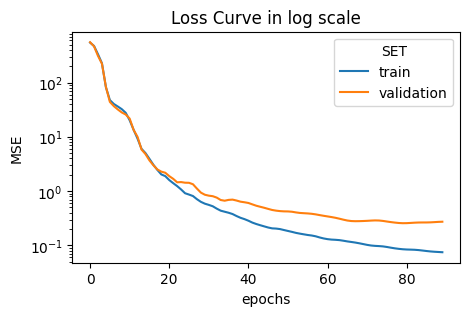 Loss Curve in log scale
SET
train
validation
MSE
10²
10¹
10⁰
10⁻¹
0 20 40 60 80
epochs